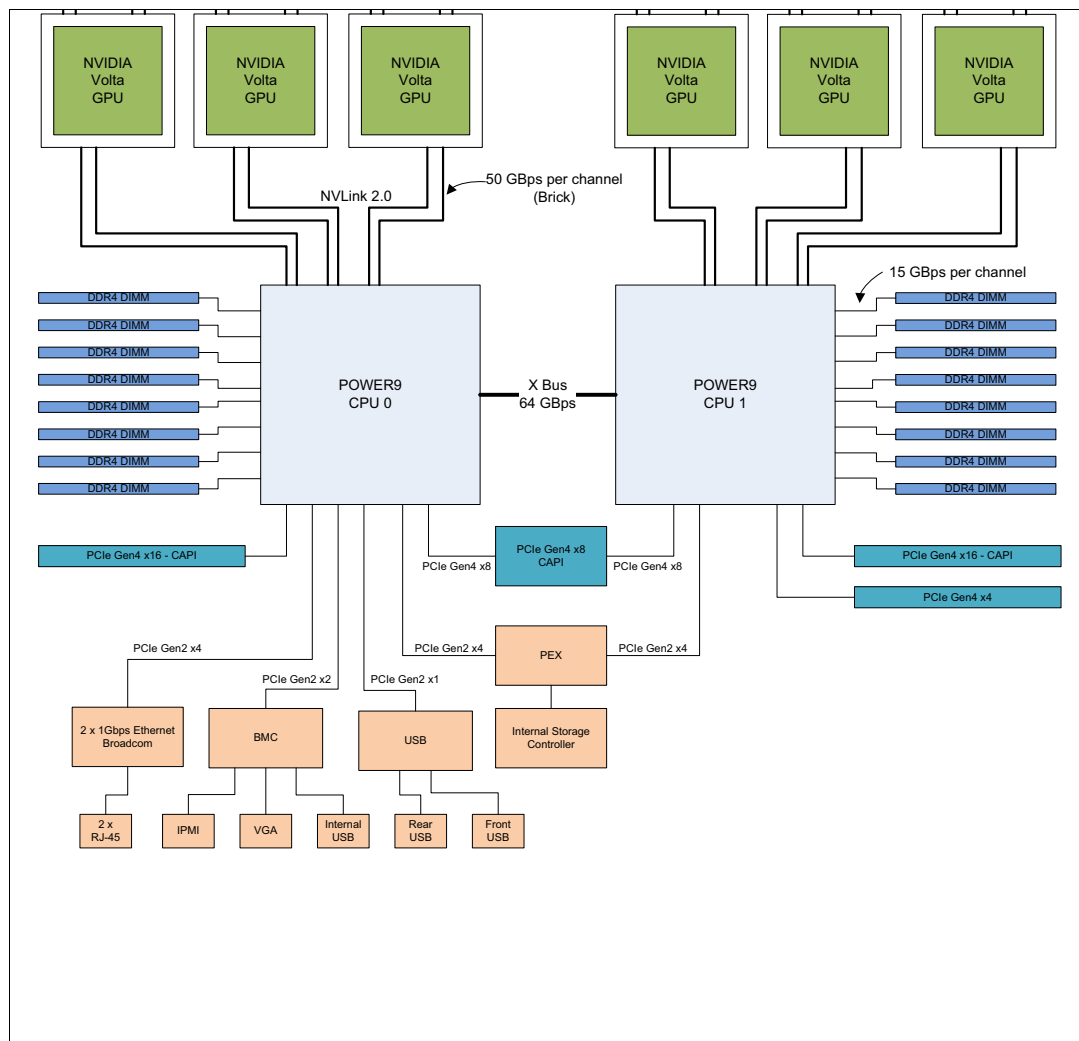 NVIDIA
Volta
GPU
NVIDIA
Volta
GPU
NVIDIA
Volta
GPU
NVIDIA
Volta
GPU
NVIDIA
Volta
GPU
NVIDIA
Volta
GPU
NVLink 2.0
50 GBps per channel
(Brick)
15 GBps per channel
DDR4 DIMM
DDR4 DIMM
DDR4 DIMM
DDR4 DIMM
DDR4 DIMM
DDR4 DIMM
DDR4 DIMM
DDR4 DIMM
POWER9
CPU 0
X Bus
64 GBps
POWER9
CPU 1
DDR4 DIMM
DDR4 DIMM
DDR4 DIMM
DDR4 DIMM
DDR4 DIMM
DDR4 DIMM
DDR4 DIMM
DDR4 DIMM
PCIe Gen4 x16 - CAPI
PCIe Gen4 x8
PCIe Gen4 x8
CAPI
PCIe Gen4 x8
PCIe Gen4 x16 - CAPI
PCIe Gen4 x4
PCIe Gen2 x4
PCIe Gen2 x4
PEX
PCIe Gen2 x4
PCIe Gen2 x2
PCIe Gen2 x1
2 x 1Gbps Ethernet
Broadcom
BMC
USB
Internal Storage
Controller
2 x
RJ-45
IPMI
VGA
Internal
USB
Rear
USB
Front
USB